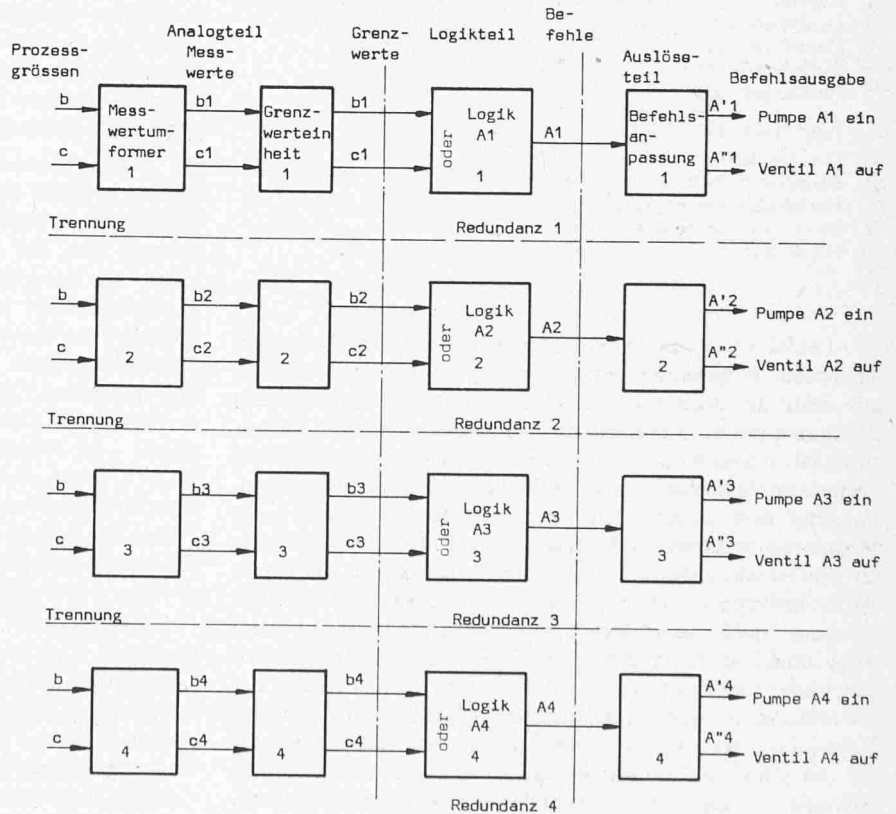 Prozess-
grössen
Analogteil
Mess-
werte
Grenz-
werte
Logikteil
Be-
fehle
Auslöse-
teil
Befehlsausgabe
b
c
Mess-
wertum-
former
1
b1
c1
Grenz-
wertein
heit
1
b1
c1
oder
Logik
A1
1
A1
Befehls-
an-
passung
1
A'1
A"1
Pumpe A1 ein
Ventil A1 auf
Trennung
Redundanz 1
b
c
2
b2
c2
2
b2
c2
oder
Logik
A2
2
A2
2
A'2
A"2
Pumpe A2 ein
Ventil A2 auf
Trennung
Redundanz 2
b
c
3
b3
c3
3
b3
c3
oder
Logik
A3
3
A3
3
A'3
A"3
Pumpe A3 ein
Ventil A3 auf
Trennung
Redundanz 3
b
c
4
b4
c4
4
b4
c4
oder
Logik
A4
4
A4
4
A'4
A"4
Pumpe A4 ein
Ventil A4 auf
Redundanz 4